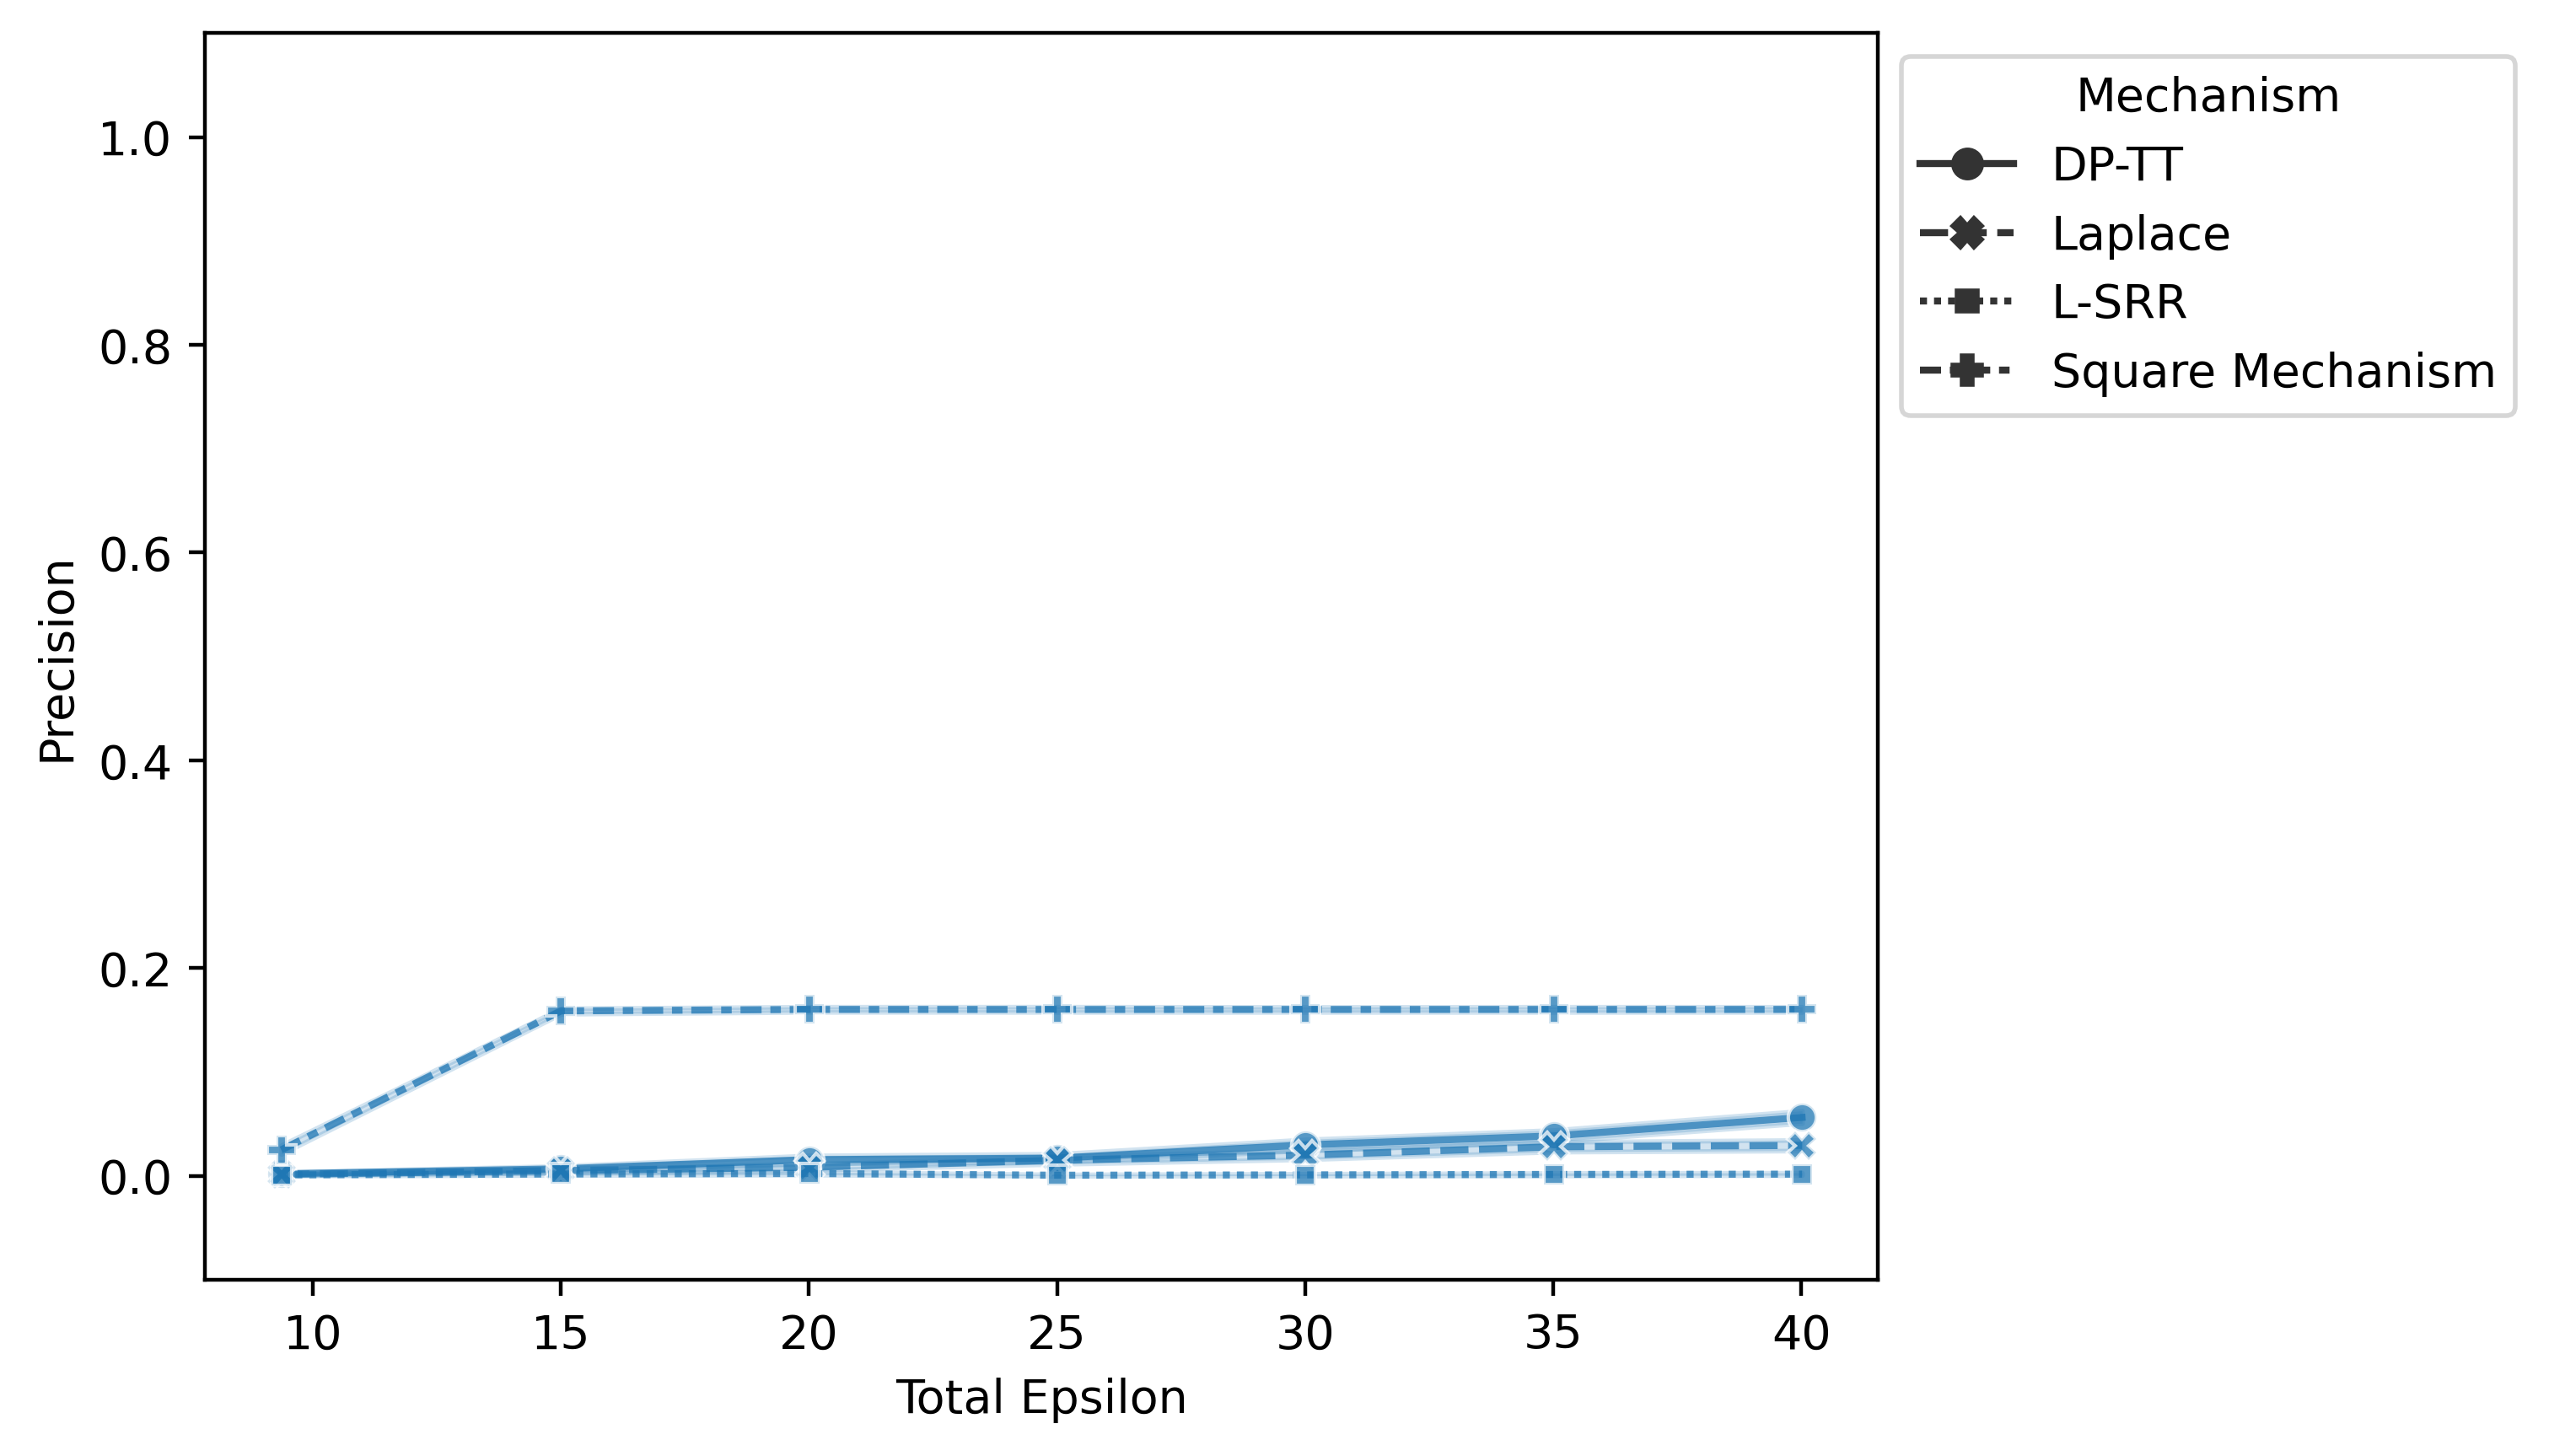 Mechanism
DP-TT
Laplace
L-SRR
Square Mechanism
Precision
1.0
0.8
0.6
0.4
0.2
0.0
10 15 20 25 30 35 40
Total Epsilon